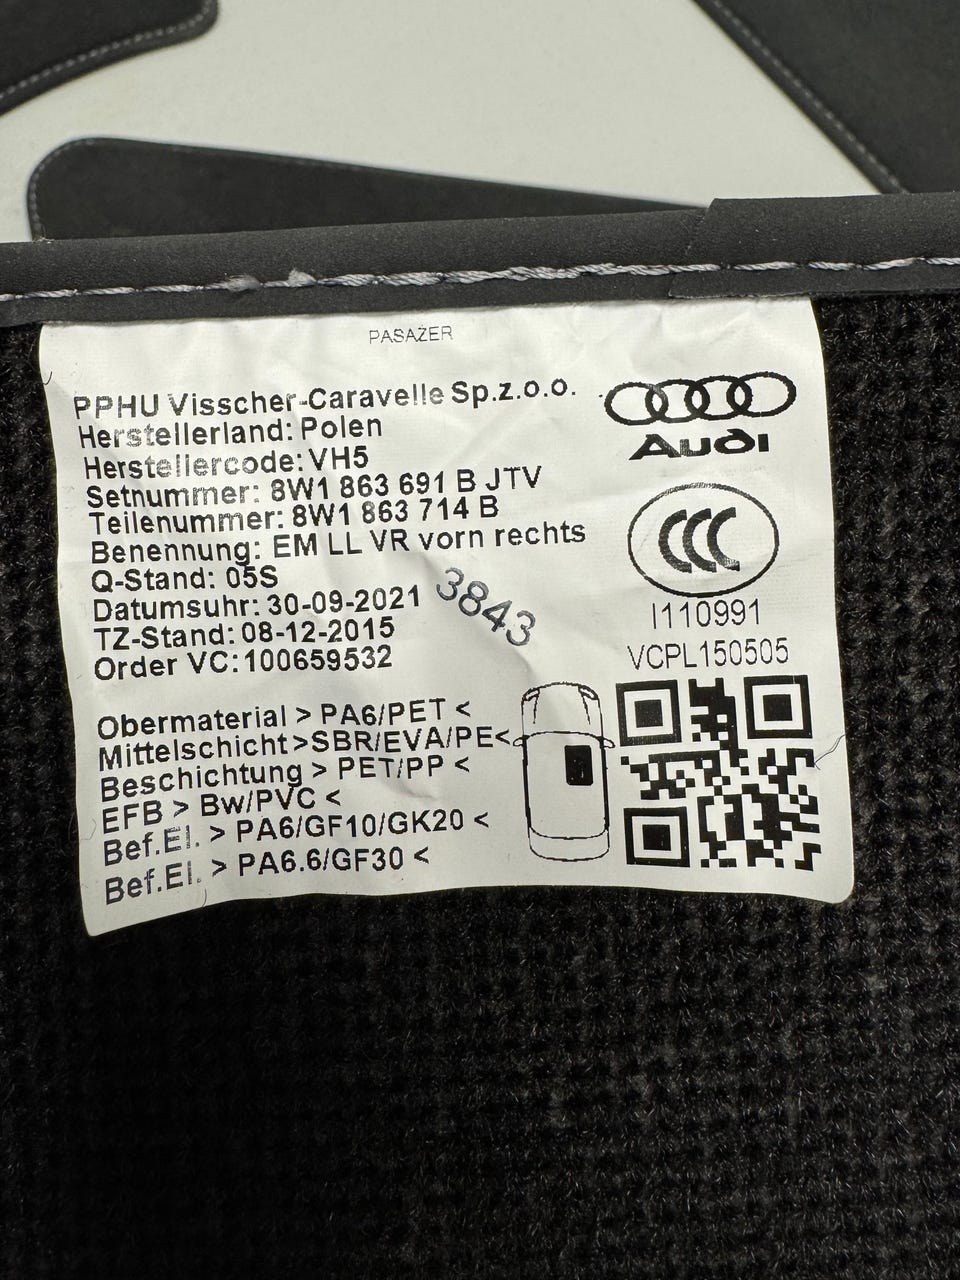 PASAŻER
PPHU Visscher-Caravelle Sp.z.o.o.
Herstellerland: Polen
Herstellercode: VH5
Setnummer: 8W1 863 691 B JTV
Teilenummer: 8W1 863 714 B
Benennung: EM LL VR vorn rechts
Q-Stand: 05S
Datumsuhr: 30-09-2021
TZ-Stand: 08-12-2015
Order VC: 100659532
3843
Obermaterial > PA6/PET <
Mittelschicht>SBR/EVA/PE<
Beschichtung > PET/PP <
EFB > Bw/PVC <
Bef.El. > PA6/GF10/GK20 <
Bef.El. > PA6.6/GF30 <
Audi
CCC
I110991
VCPL150505